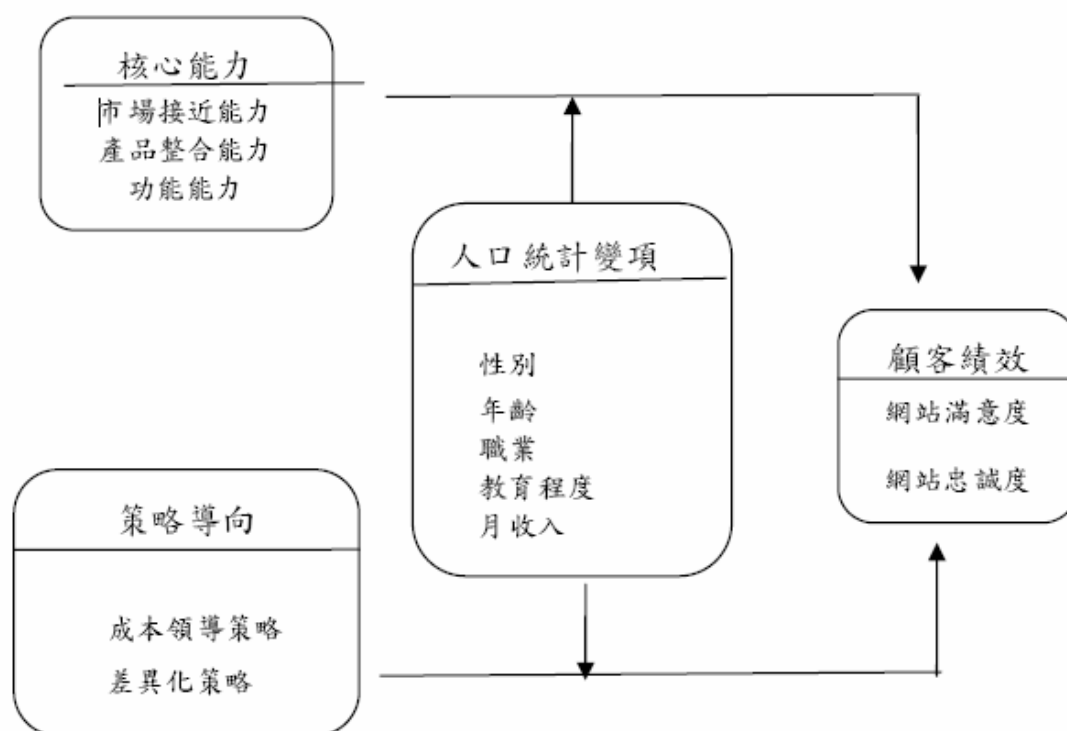 核心能力
市場接近能力
產品整合能力
功能能力
人口統計變項
性別
年齡
職業
教育程度
月收入
顧客績效
網站滿意度
網站忠誠度
策略導向
成本領導策略
差異化策略